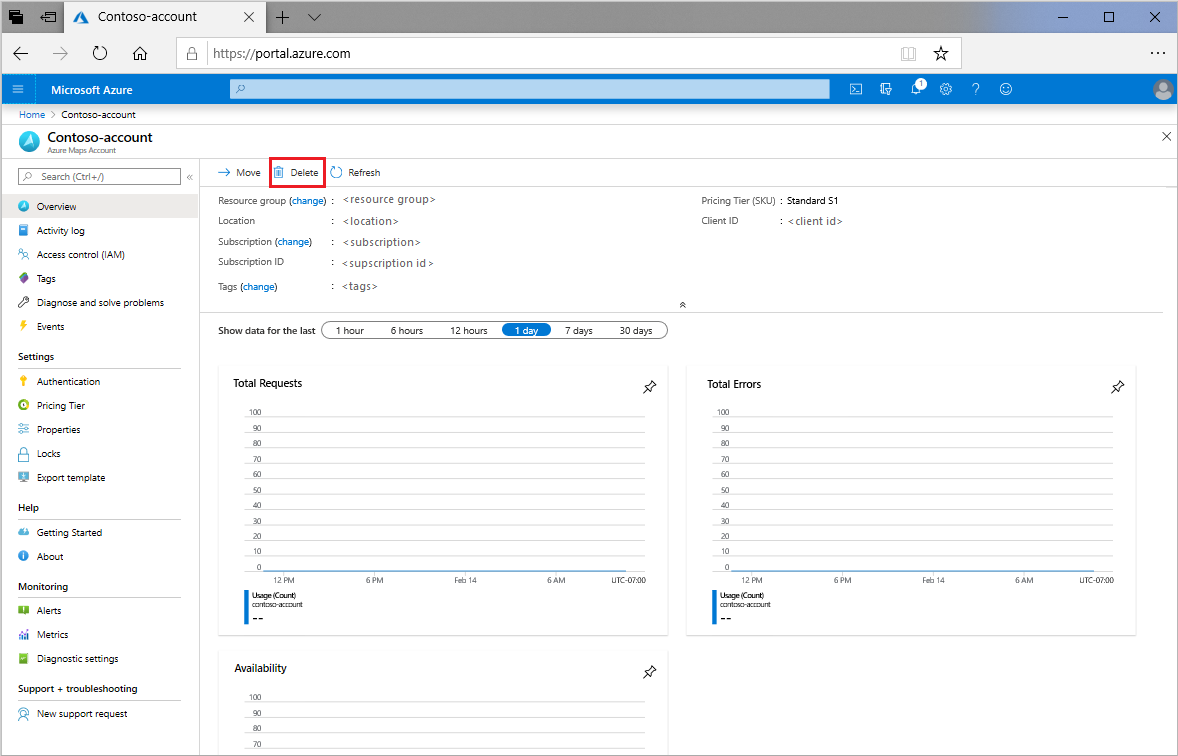 Contoso-account
https://portal.azure.com
Microsoft Azure
1
?
Home > Contoso-account
Contoso-account
Azure Maps Account
Search (Ctrl+/)
«
Overview
Activity log
Access control (IAM)
Tags
Diagnose and solve problems
Events
Settings
Authentication
Pricing Tier
Properties
Locks
Export template
Help
Getting Started
About
Monitoring
Alerts
Metrics
Diagnostic settings
Support + troubleshooting
New support request
Move Delete Refresh
Resource group (change) : <resource group>
Location : <location>
Subscription (change) : <subscription>
Subscription ID : <supscription id>
Tags (change) : <tags>
Pricing Tier (SKU) : Standard S1
Client ID : <client id>
Show data for the last 1 hour 6 hours 12 hours 1 day 7 days 30 days
Total Requests
100
90
80
70
60
50
40
30
20
10
0
12 PM 6 PM Feb 14 6 AM UTC-07:00
Usage (Count)
contoso-account
--
Total Errors
100
90
80
70
60
50
40
30
20
10
0
12 PM 6 PM Feb 14 6 AM UTC-07:00
Usage (Count)
contoso-account
--
Availability
100
90
80
70